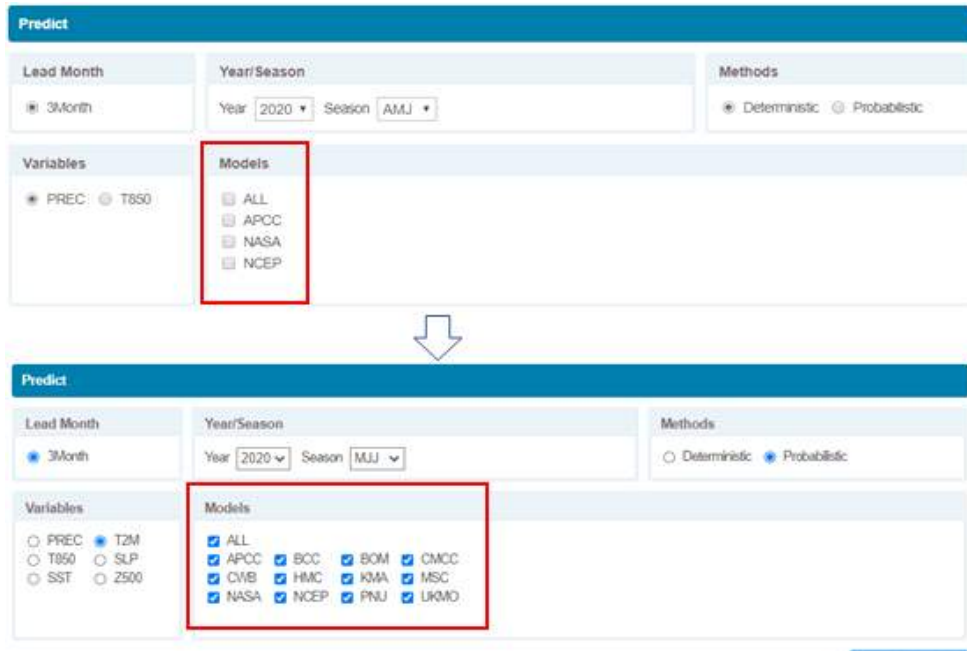 Predict
Lead Month Year/Season Methods
3Month Year 2020 Season AMJ Deterministic Probabilistic
Variables Models
PREC T850 ALL
APCC
NASA
NCEP
Predict
Lead Month Year/Season Methods
3Month Year 2020 Season MJJ Deterministic Probabilistic
Variables Models
PREC T2M ALL
T850 SLP APCC BCC BOM CMCC
SST Z500 CWB HMC KMA MSC
NASA NCEP PNU UKMO